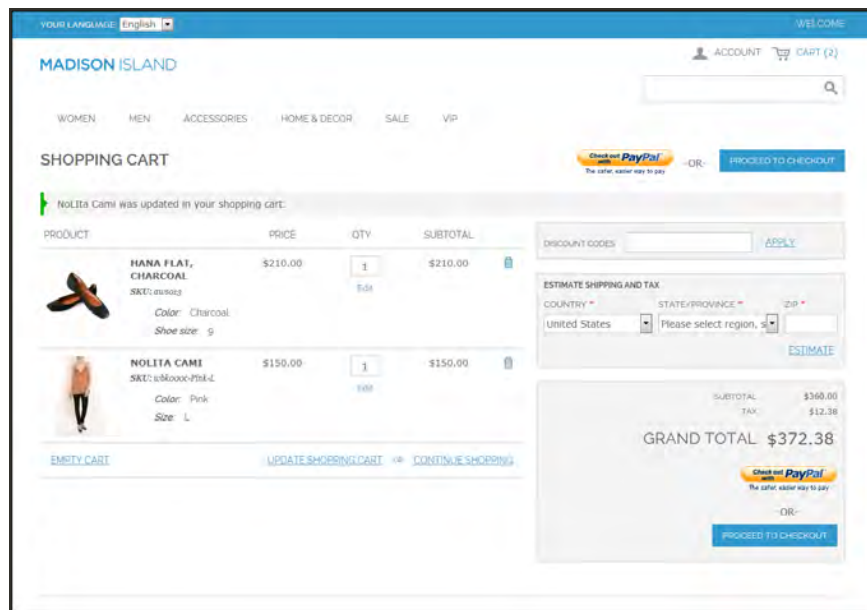 YOUR LANGUAGE: English
WELCOME
MADISON ISLAND
ACCOUNT CART (2)
WOMEN MEN ACCESSORIES HOME & DECOR SALE VIP
SHOPPING CART
Check out with PayPal
The safer, easier way to pay
-OR-
PROCEED TO CHECKOUT
NoLIta Cami was updated in your shopping cart.
PRODUCT PRICE QTY SUBTOTAL
HANA FLAT, CHARCOAL $210.00 1 $210.00
SKU:
Edit
Color: Charcoal
Shoe size: 9
NOLITA CAMI $150.00 1 $150.00
SKU:
Edit
Color: Pink
Size: L
EMPTY CART UPDATE SHOPPING CART OR CONTINUE SHOPPING
DISCOUNT CODES APPLY
ESTIMATE SHIPPING AND TAX
COUNTRY * STATE/PROVINCE * ZIP *
United States Please select region, s
ESTIMATE
SUBTOTAL $360.00
TAX $12.38
GRAND TOTAL $372.38
Check out with PayPal
The safer, easier way to pay
-OR-
PROCEED TO CHECKOUT